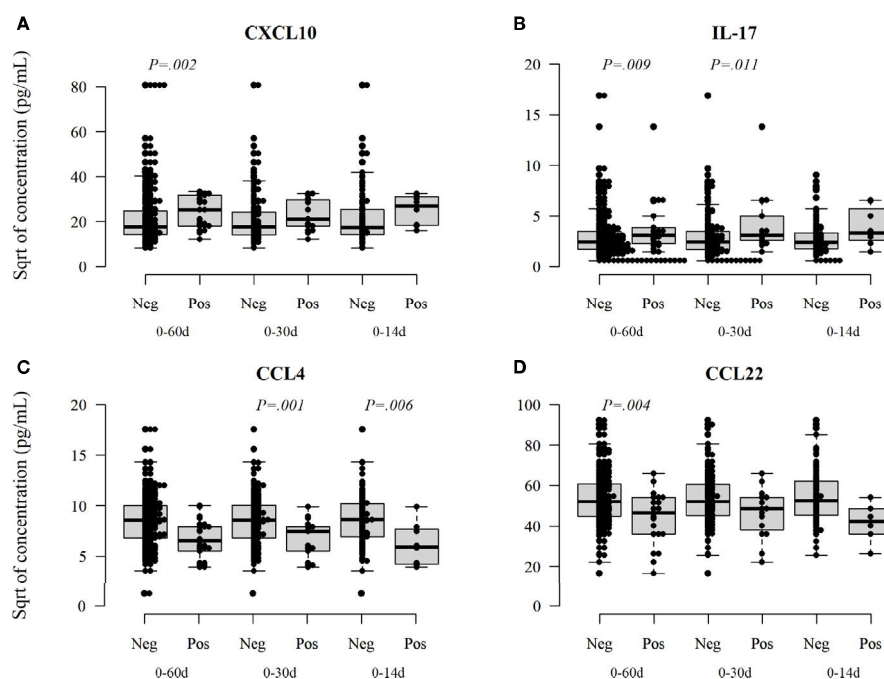 A
CXCL10
P=.002
Sqrt of concentration (pg/mL)
80
60
40
20
0
Neg Pos Neg Pos Neg Pos
0-60d 0-30d 0-14d
B
IL-17
P=.009 P=.011
20
15
10
5
0
Neg Pos Neg Pos Neg Pos
0-60d 0-30d 0-14d
C
CCL4
P=.001 P=.006
Sqrt of concentration (pg/mL)
20
15
10
5
0
Neg Pos Neg Pos Neg Pos
0-60d 0-30d 0-14d
D
CCL22
P=.004
100
80
60
40
20
0
Neg Pos Neg Pos Neg Pos
0-60d 0-30d 0-14d